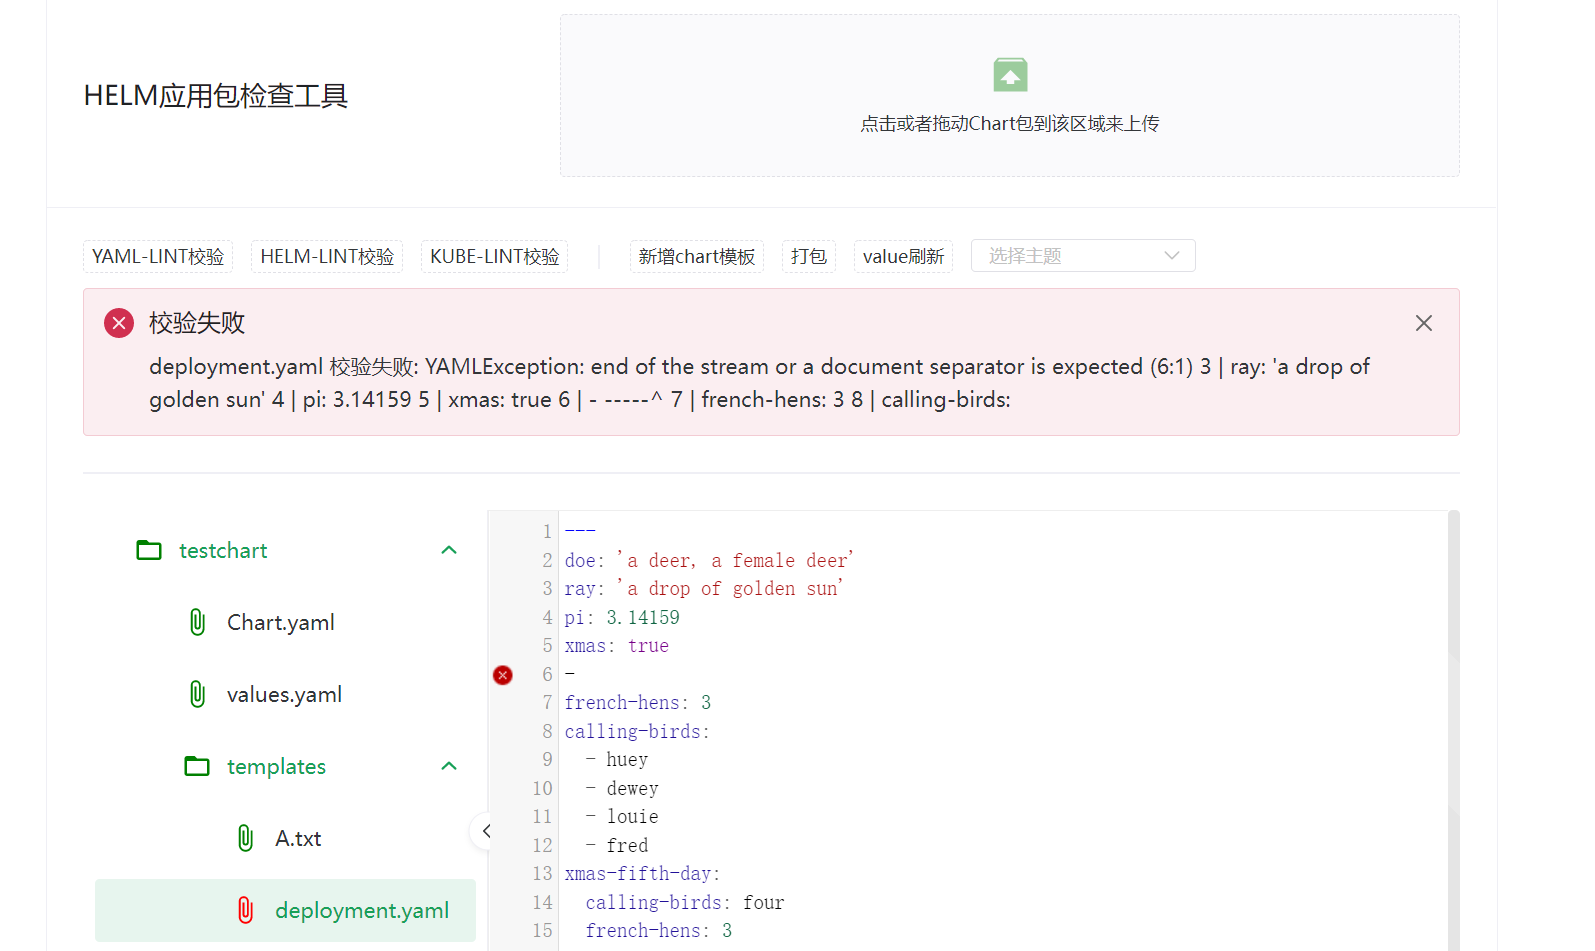 HELM应用包检查工具
点击或者拖动Chart包到该区域来上传
YAML-LINT校验 HELM-LINT校验 KUBE-LINT校验 新增chart模板 打包 value刷新 选择主题
校验失败
deployment.yaml 校验失败: YAMLException: end of the stream or a document separator is expected (6:1) 3 | ray: 'a drop of
golden sun' 4 | pi: 3.14159 5 | xmas: true 6 | - -----^ 7 | french-hens: 3 8 | calling-birds:
testchart
Chart.yaml
values.yaml
templates
A.txt
deployment.yaml
1 ---
2 doe: 'a deer, a female deer'
3 ray: 'a drop of golden sun'
4 pi: 3.14159
5 xmas: true
6 -
7 french-hens: 3
8 calling-birds:
9 - huey
10 - dewey
11 - louie
12 - fred
13 xmas-fifth-day:
14 calling-birds: four
15 french-hens: 3